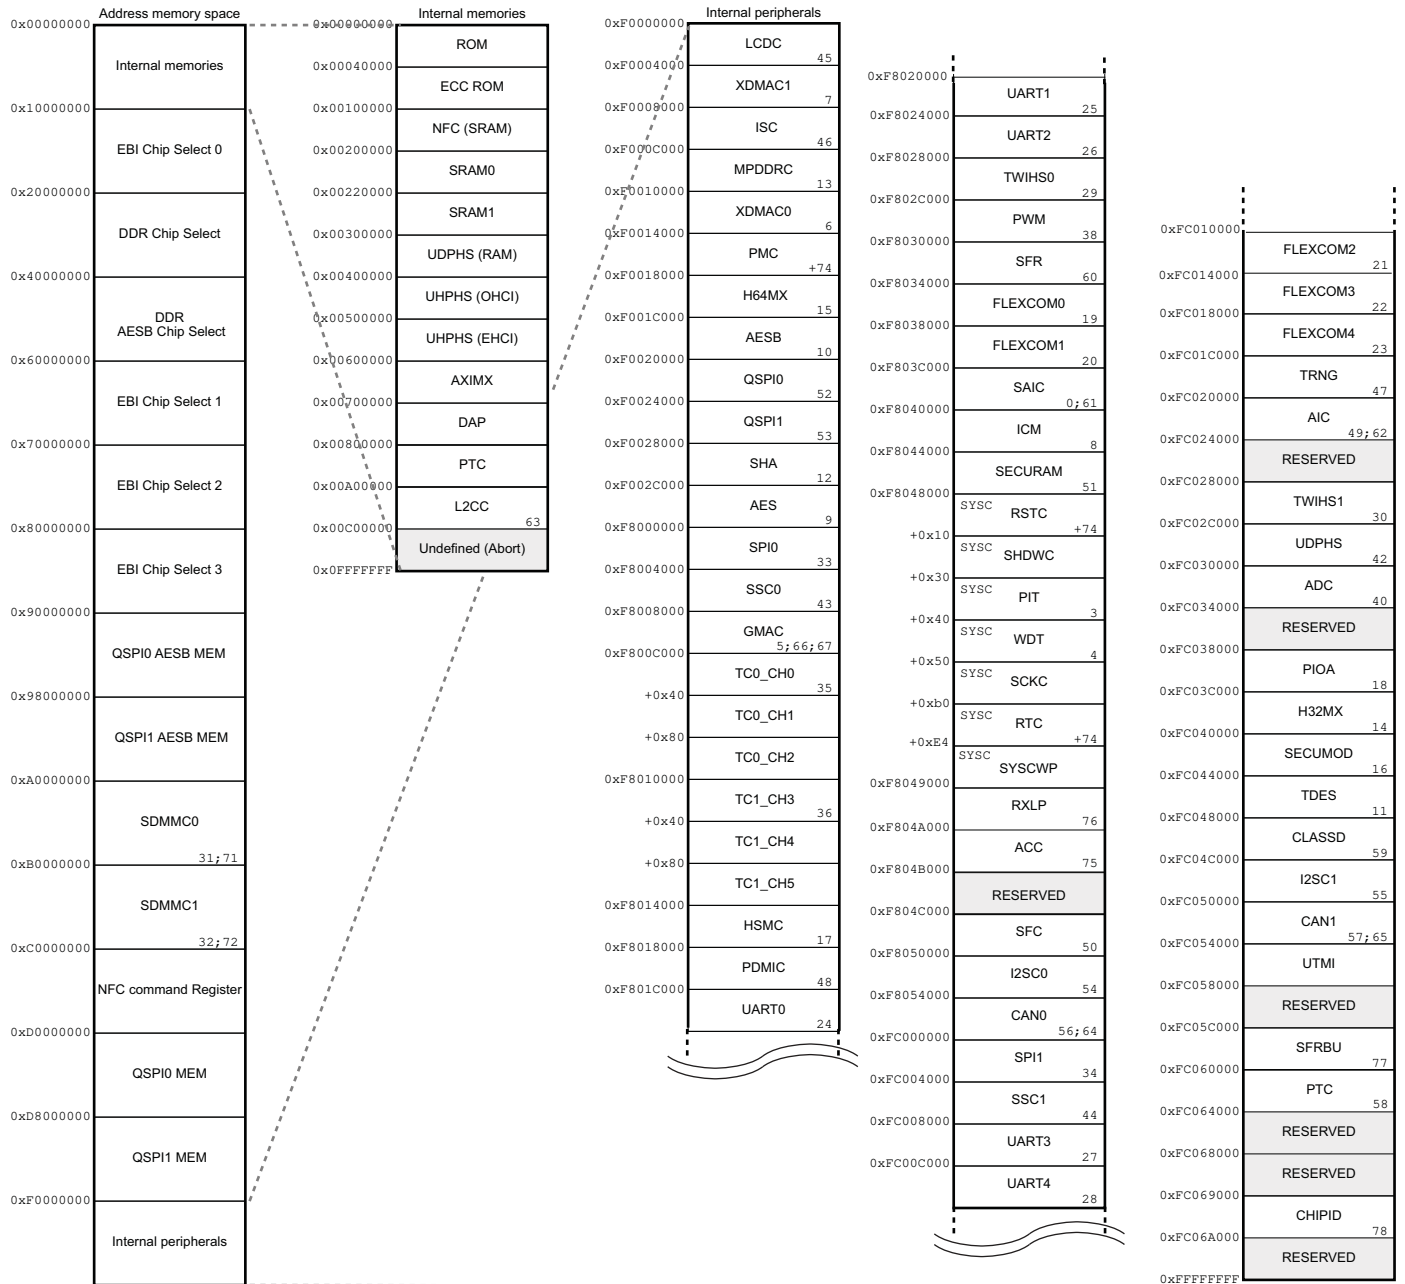 Address memory space
0x00000000
Internal memories
0x10000000
EBI Chip Select 0
0x20000000
DDR Chip Select
0x40000000
DDR
AESB Chip Select
0x60000000
EBI Chip Select 1
0x70000000
EBI Chip Select 2
0x80000000
EBI Chip Select 3
0x90000000
QSPI0 AESB MEM
0x98000000
QSPI1 AESB MEM
0xA0000000
SDMMC0
31;71
0xB0000000
SDMMC1
32;72
0xC0000000
NFC command Register
0xD0000000
QSPI0 MEM
0xD8000000
QSPI1 MEM
0xF0000000
Internal peripherals
Internal memories
0x00000000
ROM
0x00040000
ECC ROM
0x00100000
NFC (SRAM)
0x00200000
SRAM0
0x00220000
SRAM1
0x00300000
UDPHS (RAM)
0x00400000
UHPHS (OHCI)
0x00500000
UHPHS (EHCI)
0x00600000
AXIMX
0x00700000
DAP
0x00800000
PTC
0x00A00000
L2CC
63
0x00C00000
Undefined (Abort)
0x0FFFFFFF
Internal peripherals
0xF0000000
LCDC
45
0xF0004000
XDMAC1
7
0xF0008000
ISC
46
0xF000C000
MPDDRC
13
0xF0010000
XDMAC0
6
0xF0014000
PMC
+74
0xF0018000
H64MX
15
0xF001C000
AESB
10
0xF0020000
QSPI0
52
0xF0024000
QSPI1
53
0xF0028000
SHA
12
0xF002C000
AES
9
0xF8000000
SPI0
33
0xF8004000
SSC0
43
0xF8008000
GMAC
5;66;67
0xF800C000
TC0_CH0
35
+0x40
TC0_CH1
+0x80
TC0_CH2
0xF8010000
TC1_CH3
36
+0x40
TC1_CH4
+0x80
TC1_CH5
0xF8014000
HSMC
17
0xF8018000
PDMIC
48
0xF801C000
UART0
24
0xF8020000
UART1
25
0xF8024000
UART2
26
0xF8028000
TWIHS0
29
0xF802C000
PWM
38
0xF8030000
SFR
60
0xF8034000
FLEXCOM0
19
0xF8038000
FLEXCOM1
20
0xF803C000
SAIC
0;61
0xF8040000
ICM
8
0xF8044000
SECURAM
51
0xF8048000
SYSC
RSTC
+74
+0x10
SYSC
SHDWC
+0x30
SYSC
PIT
3
+0x40
SYSC
WDT
4
+0x50
SYSC
SCKC
+0xb0
SYSC
RTC
+74
+0xE4
SYSC
SYSCWP
0xF8049000
RXLP
76
0xF804A000
ACC
75
0xF804B000
RESERVED
0xF804C000
SFC
50
0xF8050000
I2SC0
54
0xF8054000
CAN0
56;64
0xFC000000
SPI1
34
0xFC004000
SSC1
44
0xFC008000
UART3
27
0xFC00C000
UART4
28
0xFC010000
FLEXCOM2
21
0xFC014000
FLEXCOM3
22
0xFC018000
FLEXCOM4
23
0xFC01C000
TRNG
47
0xFC020000
AIC
49;62
0xFC024000
RESERVED
0xFC028000
TWIHS1
30
0xFC02C000
UDPHS
42
0xFC030000
ADC
40
0xFC034000
RESERVED
0xFC038000
PIOA
18
0xFC03C000
H32MX
14
0xFC040000
SECUMOD
16
0xFC044000
TDES
11
0xFC048000
CLASSD
59
0xFC04C000
I2SC1
55
0xFC050000
CAN1
57;65
0xFC054000
UTMI
0xFC058000
RESERVED
0xFC05C000
SFRBU
77
0xFC060000
PTC
58
0xFC064000
RESERVED
0xFC068000
RESERVED
0xFC069000
CHIPID
78
0xFC06A000
RESERVED
0xFFFFFFFF